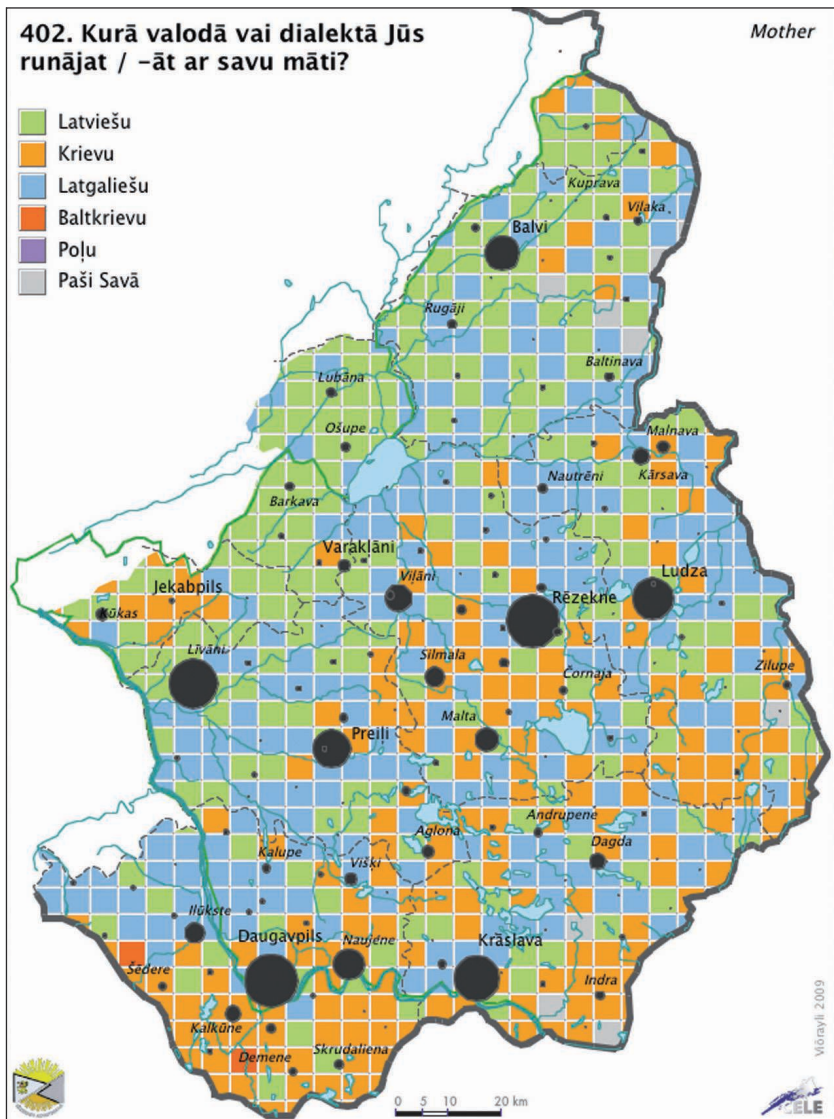 402. Kurā valodā vai dialektā Jūs
runājat / –āt ar savu māti?
Mother
Latviešu
Krievu
Latgaliešu
Baltkrievu
Poļu
Paši Savā
Kuprava
Viļaka
Balvi
Rugāji
Baltinava
Lubāna
Ošupe
Malnava
Kārsava
Barkava
Nautrēni
Varakļāni
Viļāni
Jekabpils
Kūkas
Rēzekne
Ludza
Līvāni
Silmala
Čornaja
Zilupe
Malta
Preiļi
Aglona
Andrupene
Dagda
Kalupe
Višķi
Ilūkste
Daugavpils
Naujene
Krāslava
Šēdere
Indra
Kalkūne
Demene
Skrudaliena
0 5 10 20 km
Viörayli 2009
ELE